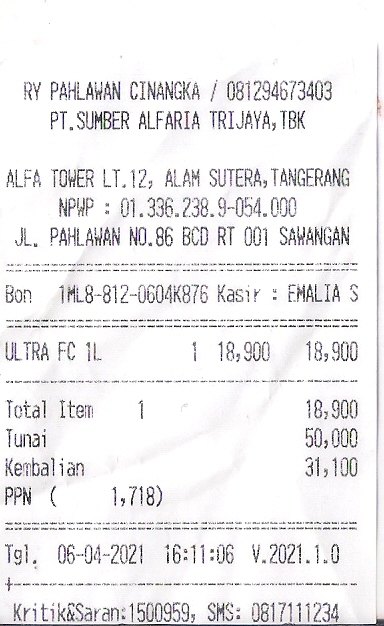 RY PAHLAWAN CINANGKA / 081294673403
PT.SUMBER ALFARIA TRIJAYA,TBK
ALFA TOWER LT.12, ALAM SUTERA,TANGERANG
NPWP : 01.336.238.9-054.000
JL. PAHLAWAN NO.86 BCD RT 001 SAWANGAN
Bon 1ML8-812-0604K876 Kasir : EMALIA S
ULTRA FC 1L 1 18,900 18,900
Total Item 1 18,900
Tunai 50,000
Kembalian 31,100
PPN ( 1,718)
Tgl. 06-04-2021 16:11:06 V.2021.1.0
Kritik&Saran:1500959, SMS: 0817111234